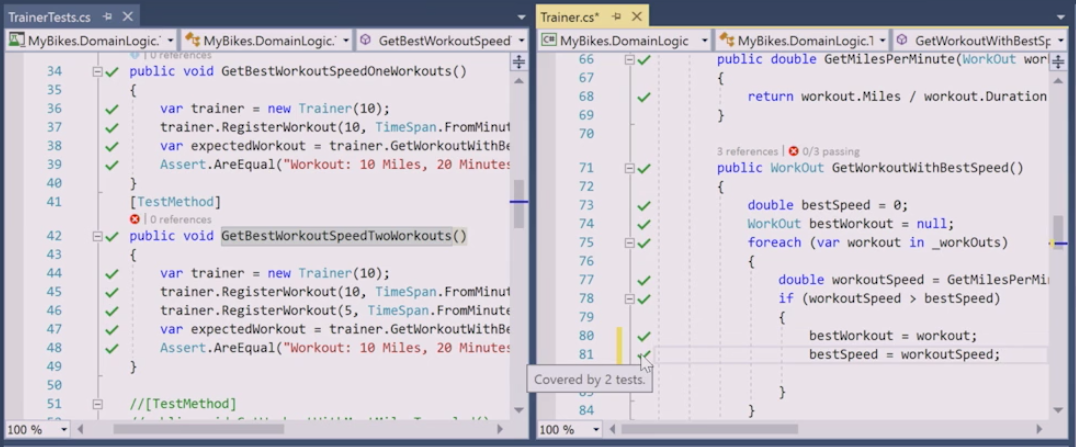 TrainerTests.cs
MyBikes.DomainLogic.
MyBikes.DomainLogic.
GetBestWorkoutSpeed
0 references
34 public void GetBestWorkoutSpeedOneWorkouts()
35 {
36 var trainer = new Trainer(10);
37 trainer.RegisterWorkout(10, TimeSpan.FromMinut
38 var expectedWorkout = trainer.GetWorkoutWithBe
39 Assert.AreEqual("Workout: 10 Miles, 20 Minutes
40 }
41 [TestMethod]
0 references
42 public void GetBestWorkoutSpeedTwoWorkouts()
43 {
44 var trainer = new Trainer(10);
45 trainer.RegisterWorkout(10, TimeSpan.FromMinut
46 trainer.RegisterWorkout(5, TimeSpan.FromMinute
47 var expectedWorkout = trainer.GetWorkoutWithBe
48 Assert.AreEqual("Workout: 10 Miles, 20 Minutes
49 }
50
51 //[TestMethod]
100 %
Trainer.cs*
MyBikes.DomainLogic
MyBikes.DomainLogic.T
GetWorkoutWithBestSp
66 public double GetMilesPerMinute(WorkOut wor
67 {
68 return workout.Miles / workout.Duration
69 }
70
3 references | 0/3 passing
71 public WorkOut GetWorkoutWithBestSpeed()
72 {
73 double bestSpeed = 0;
74 WorkOut bestWorkout = null;
75 foreach (var workout in _workOuts)
76 {
77 double workoutSpeed = GetMilesPerMi
78 if (workoutSpeed > bestSpeed)
79 {
80 bestWorkout = workout;
81 bestSpeed = workoutSpeed;
Covered by 2 tests.
}
84 }
100 %